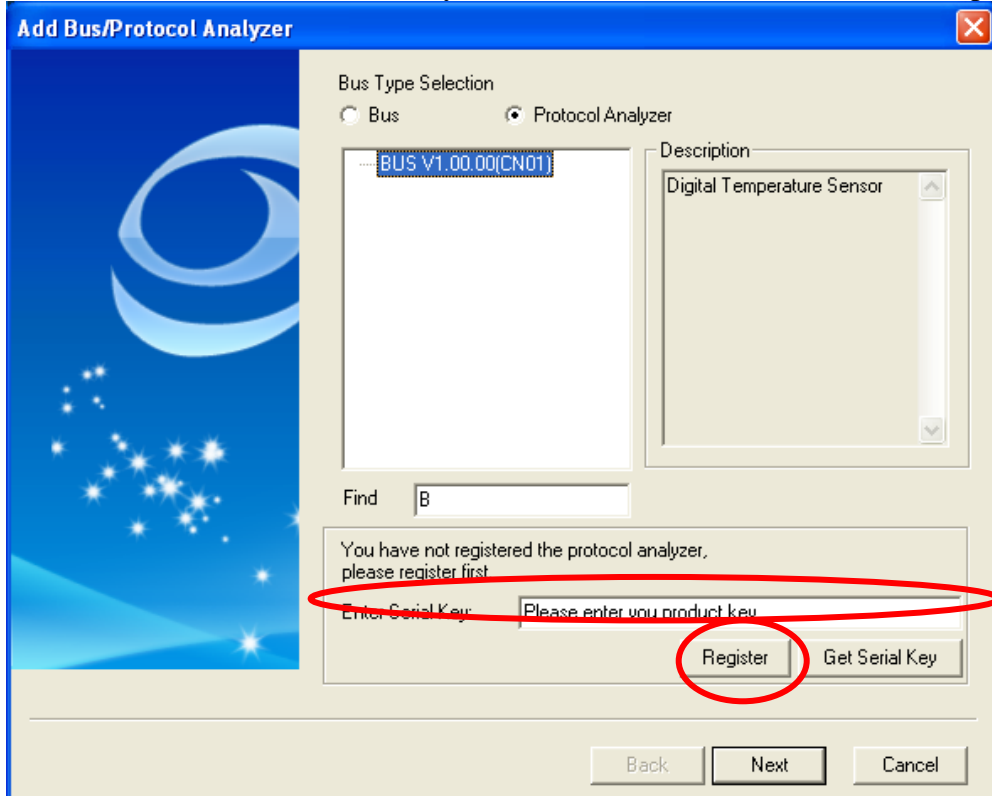 Add Bus/Protocol Analyzer
Bus Type Selection
Bus
Protocol Analyzer
BUS V1.00.00(CN01)
Description
Digital Temperature Sensor
Find
B
You have not registered the protocol analyzer,
please register first
Enter Serial Key:
Please enter you product key
Register
Get Serial Key
Back
Next
Cancel